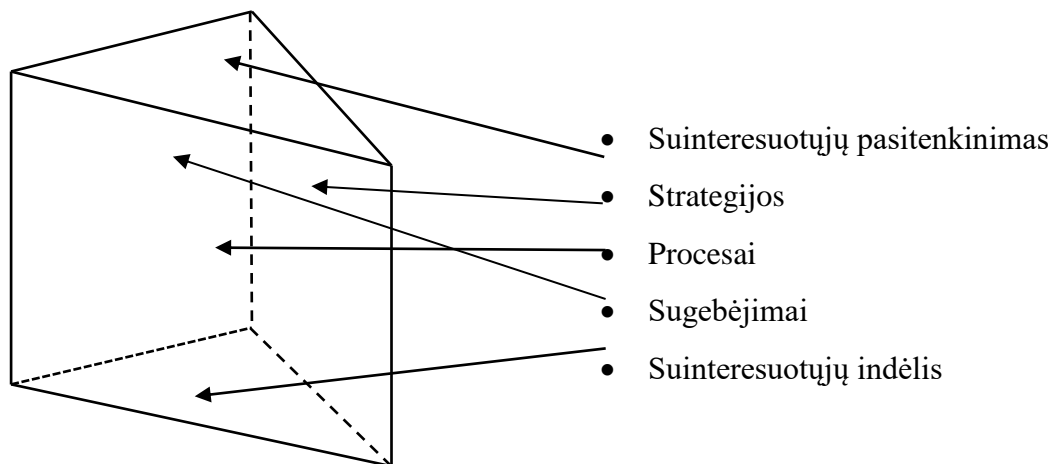 • Suinteresuotųjų pasitenkinimas
• Strategijos
• Procesai
• Sugebėjimai
• Suinteresuotųjų indėlis